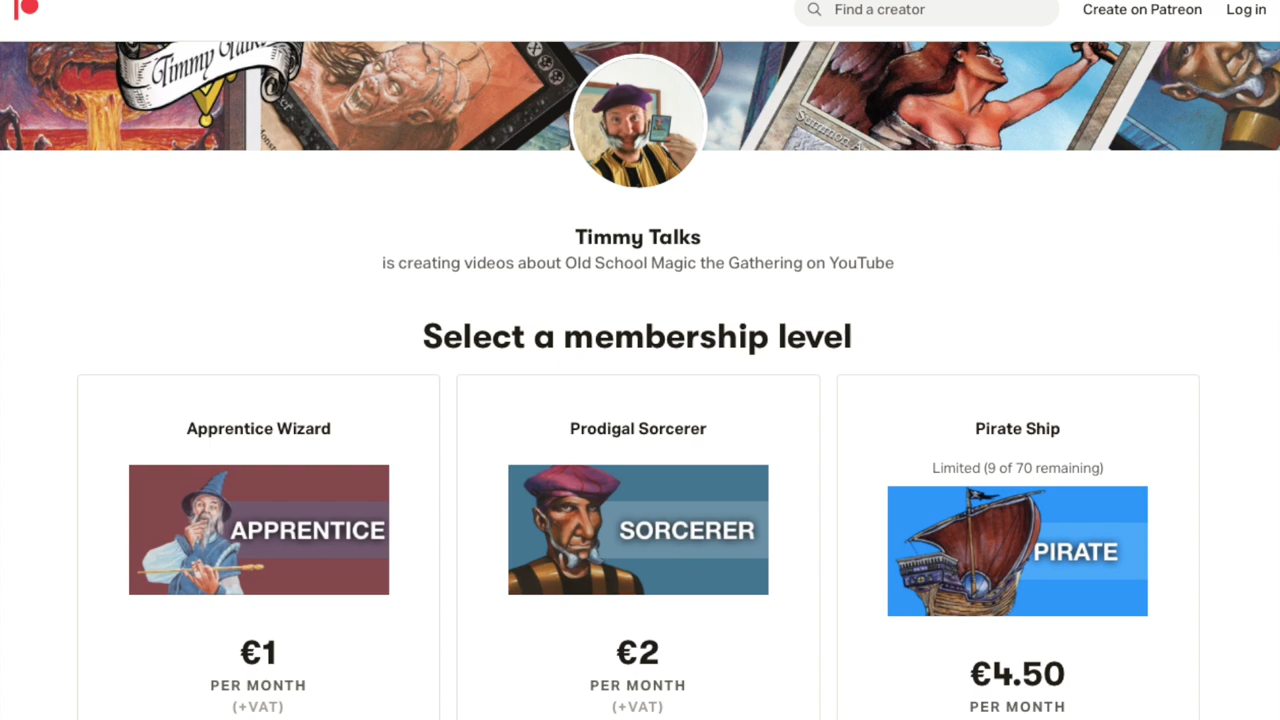 Find a creator
Create on Patreon
Log in
Timmy Talks
Summon A
Timmy Talks
is creating videos about Old School Magic the Gathering on YouTube
Select a membership level
Apprentice Wizard
APPRENTICE
€1
PER MONTH
(+VAT)
Prodigal Sorcerer
SORCERER
€2
PER MONTH
(+VAT)
Pirate Ship
Limited (9 of 70 remaining)
PIRATE
€4.50
PER MONTH